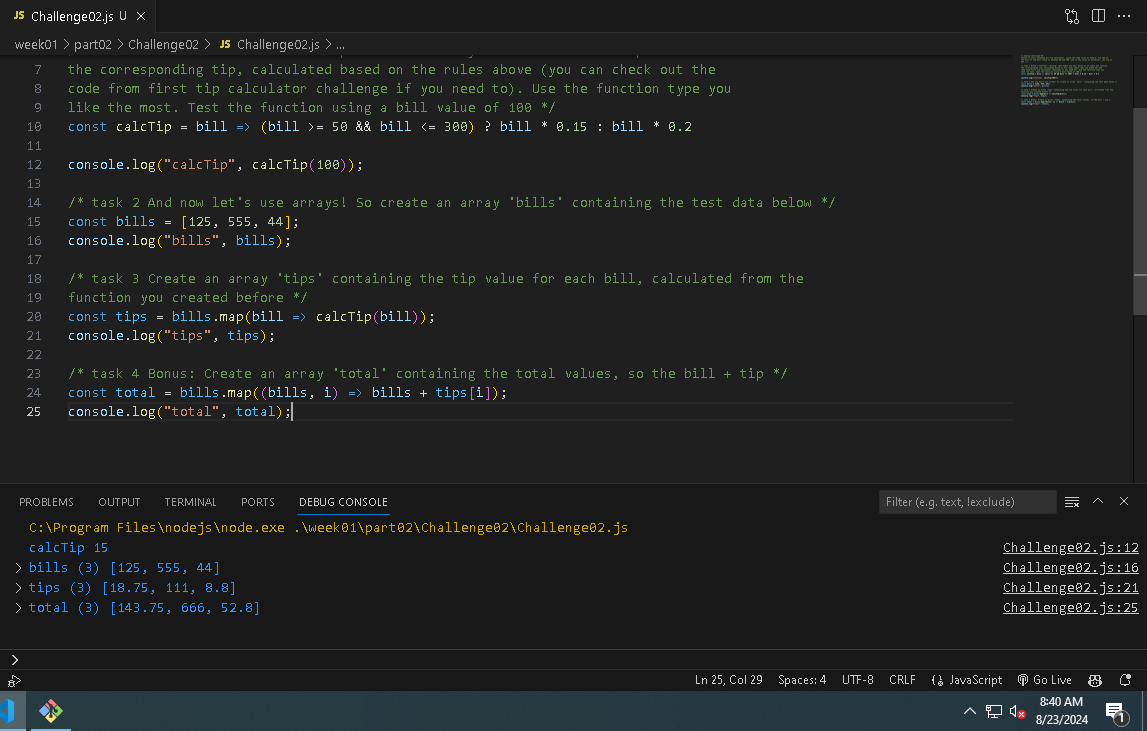 JS Challenge02.js U
week01 > part02 > Challenge02 > JS Challenge02.js > ...
7 the corresponding tip, calculated based on the rules above (you can check out the
8 code from first tip calculator challenge if you need to). Use the function type you
9 like the most. Test the function using a bill value of 100 */
10 const calcTip = bill => (bill >= 50 && bill <= 300) ? bill * 0.15 : bill * 0.2
11
12 console.log("calcTip", calcTip(100));
13
14 /* task 2 And now let's use arrays! So create an array 'bills' containing the test data below */
15 const bills = [125, 555, 44];
16 console.log("bills", bills);
17
18 /* task 3 Create an array 'tips' containing the tip value for each bill, calculated from the
19 function you created before */
20 const tips = bills.map(bill => calcTip(bill));
21 console.log("tips", tips);
22
23 /* task 4 Bonus: Create an array 'total' containing the total values, so the bill + tip */
24 const total = bills.map((bills, i) => bills + tips[i]);
25 console.log("total", total);
PROBLEMS OUTPUT TERMINAL PORTS DEBUG CONSOLE Filter (e.g. text, !exclude)
C:\Program Files\nodejs\node.exe .\week01\part02\Challenge02\Challenge02.js
calcTip 15 Challenge02.js:12
> bills (3) [125, 555, 44] Challenge02.js:16
> tips (3) [18.75, 111, 8.8] Challenge02.js:21
> total (3) [143.75, 666, 52.8] Challenge02.js:25
>
Ln 25, Col 29 Spaces: 4 UTF-8 CRLF JavaScript Go Live
8:40 AM
8/23/2024
1